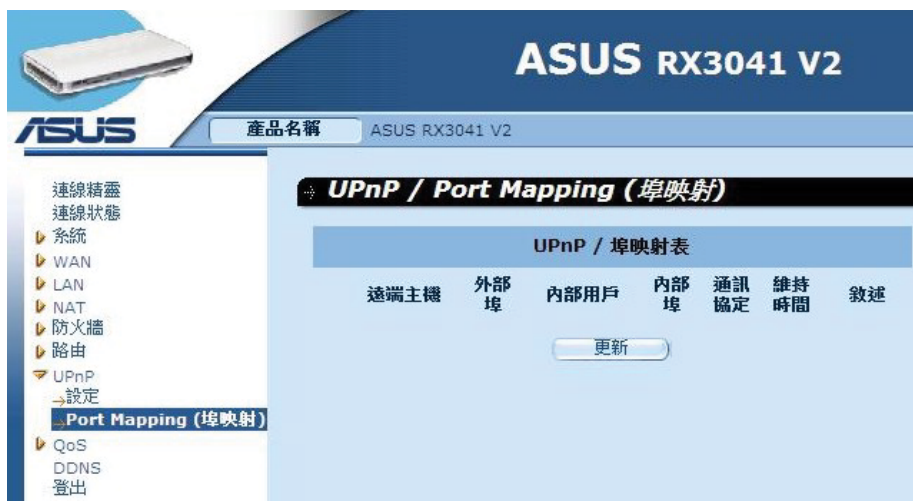 ASUS RX3041 V2
ASUS
產品名稱 ASUS RX3041 V2
連線精靈
連線狀態
系統
WAN
LAN
NAT
防火牆
路由
UPnP
→設定
→Port Mapping (埠映射)
QoS
DDNS
登出
UPnP / Port Mapping (埠映射)
UPnP / 埠映射表
遠端主機 外部埠 內部用戶 內部埠 通訊協定 維持時間 敘述
更新